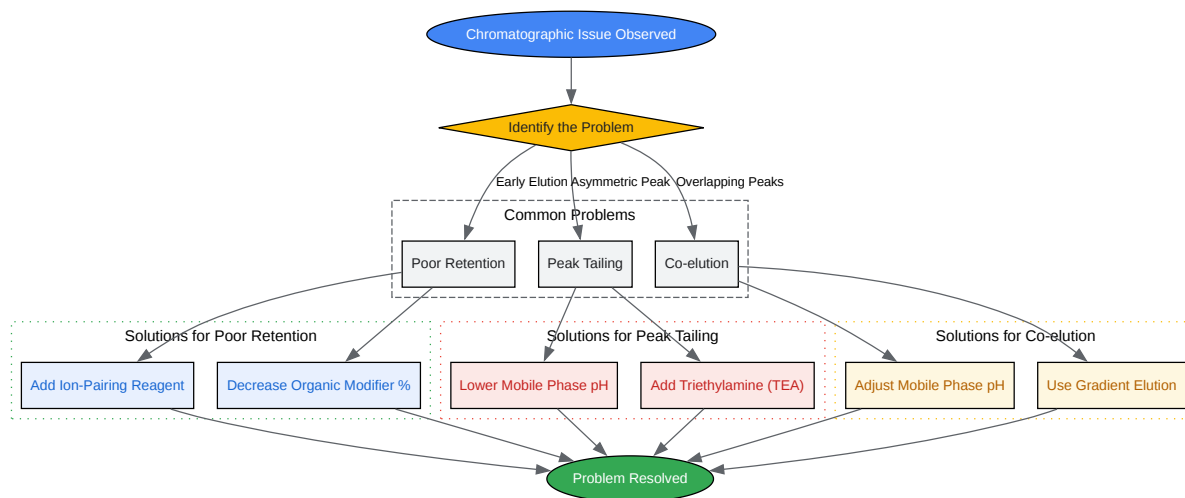 Chromatographic Issue Observed
Identify the Problem
Early Elution
Asymmetric Peak
Overlapping Peaks
Common Problems
Poor Retention
Peak Tailing
Co-elution
Solutions for Poor Retention
Solutions for Peak Tailing
Solutions for Co-elution
Add Ion-Pairing Reagent
Decrease Organic Modifier %
Lower Mobile Phase pH
Add Triethylamine (TEA)
Adjust Mobile Phase pH
Use Gradient Elution
Problem Resolved